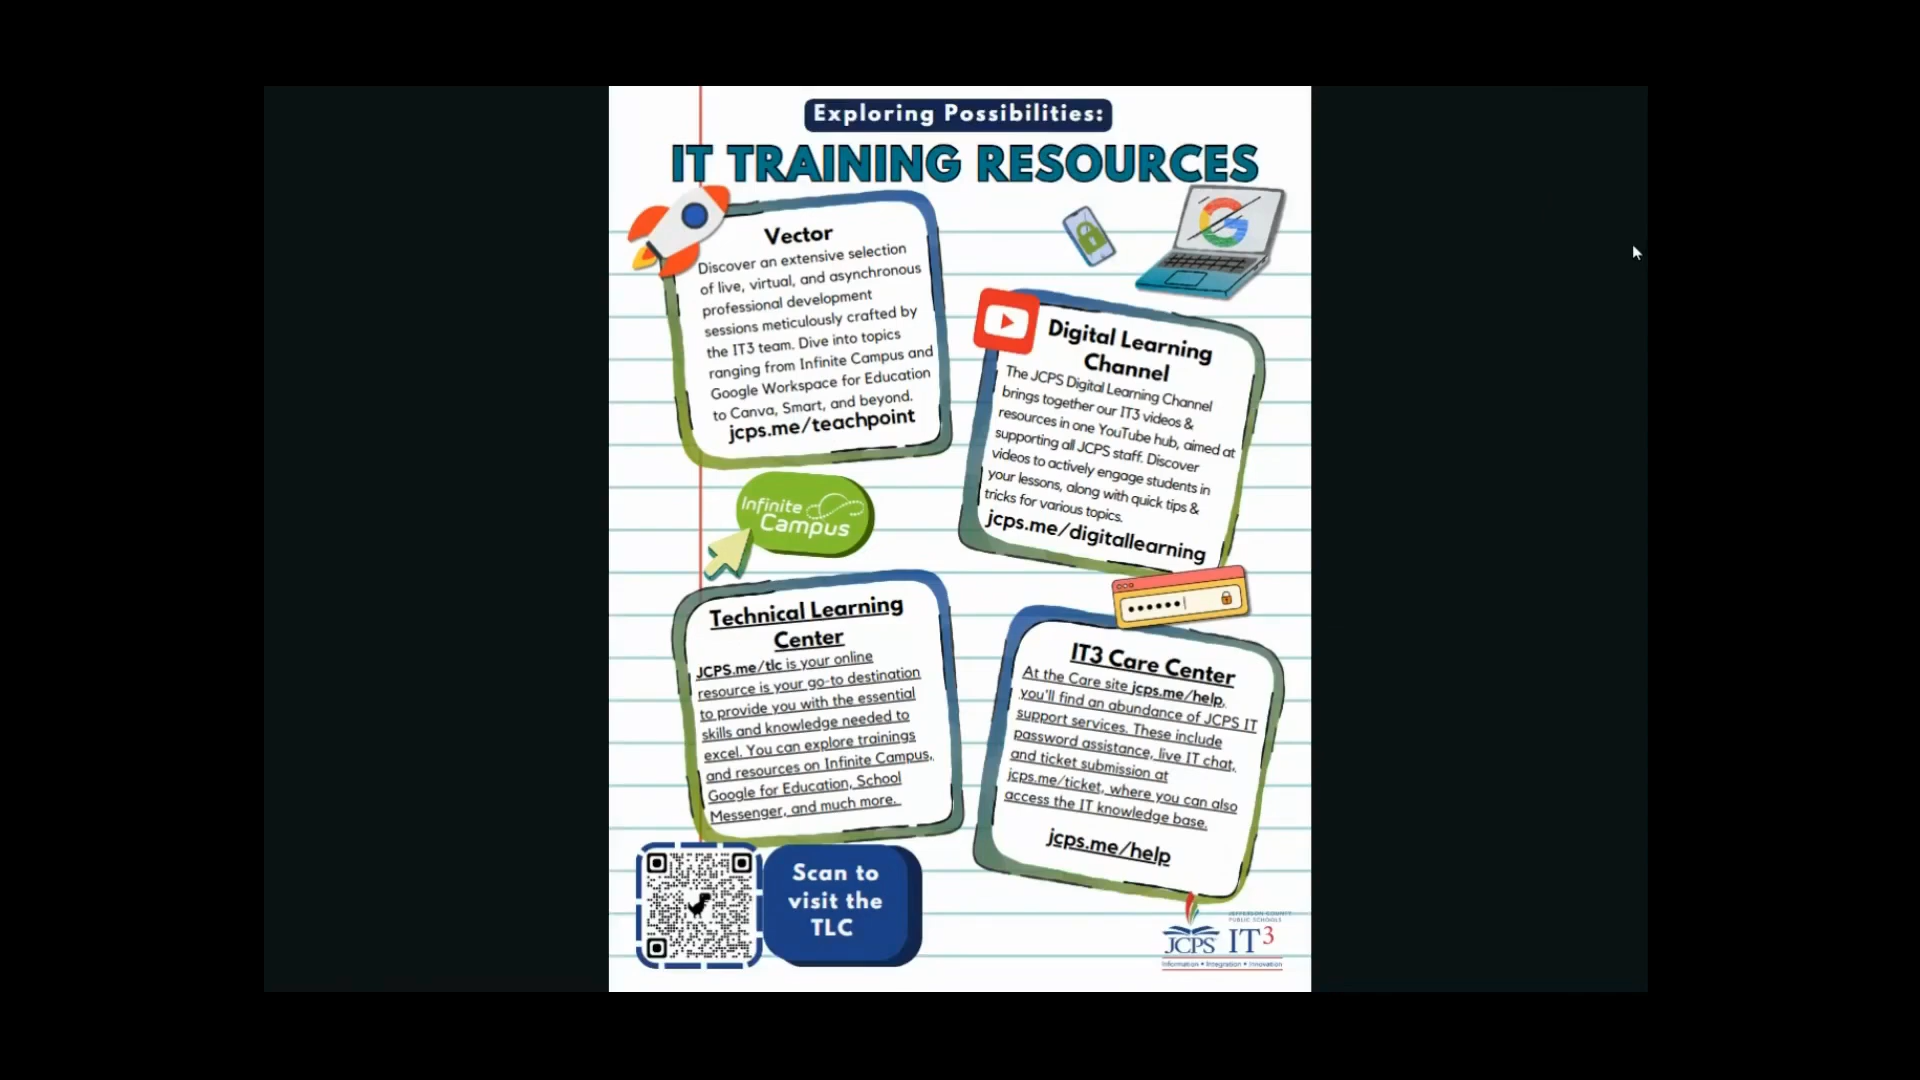 Exploring Possibilities:
IT TRAINING RESOURCES
Vector
Discover an extensive selection
of live, virtual, and asynchronous
professional development
sessions meticulously crafted by
the IT3 team. Dive into topics
ranging from Infinite Campus and
Google Workspace for Education
to Canva, Smart, and beyond.
jcps.me/teachpoint
Digital Learning
Channel
The JCPS Digital Learning Channel
brings together our IT3 videos &
resources in one YouTube hub, aimed at
supporting all JCPS staff. Discover
videos to actively engage students in
your lessons, along with quick tips &
tricks for various topics.
jcps.me/digitallearning
Infinite
Campus
Technical Learning
Center
JCPS.me/tlc is your online
resource is your go-to destination
to provide you with the essential
skills and knowledge needed to
excel. You can explore trainings
and resources on Infinite Campus,
Google for Education, School
Messenger, and much more.
IT3 Care Center
At the Care site jcps.me/help,
you'll find an abundance of JCPS IT
support services. These include
password assistance, live IT chat,
and ticket submission at
jcps.me/ticket, where you can also
access the IT knowledge base.
jcps.me/help
Scan to
visit the
TLC
JEFFERSON COUNTY
PUBLIC SCHOOLS
JCPS IT3
Information • Integration • Innovation